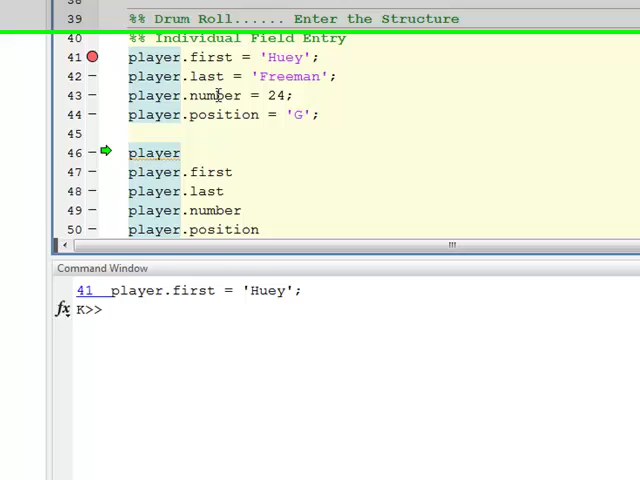 38
39 %% Drum Roll...... Enter the Structure
40 %% Individual Field Entry
41 player.first = 'Huey';
42 player.last = 'Freeman';
43 player.number = 24;
44 player.position = 'G';
45
46 player
47 player.first
48 player.last
49 player.number
50 player.position
Command Window
41 player.first = 'Huey';
fx K>>